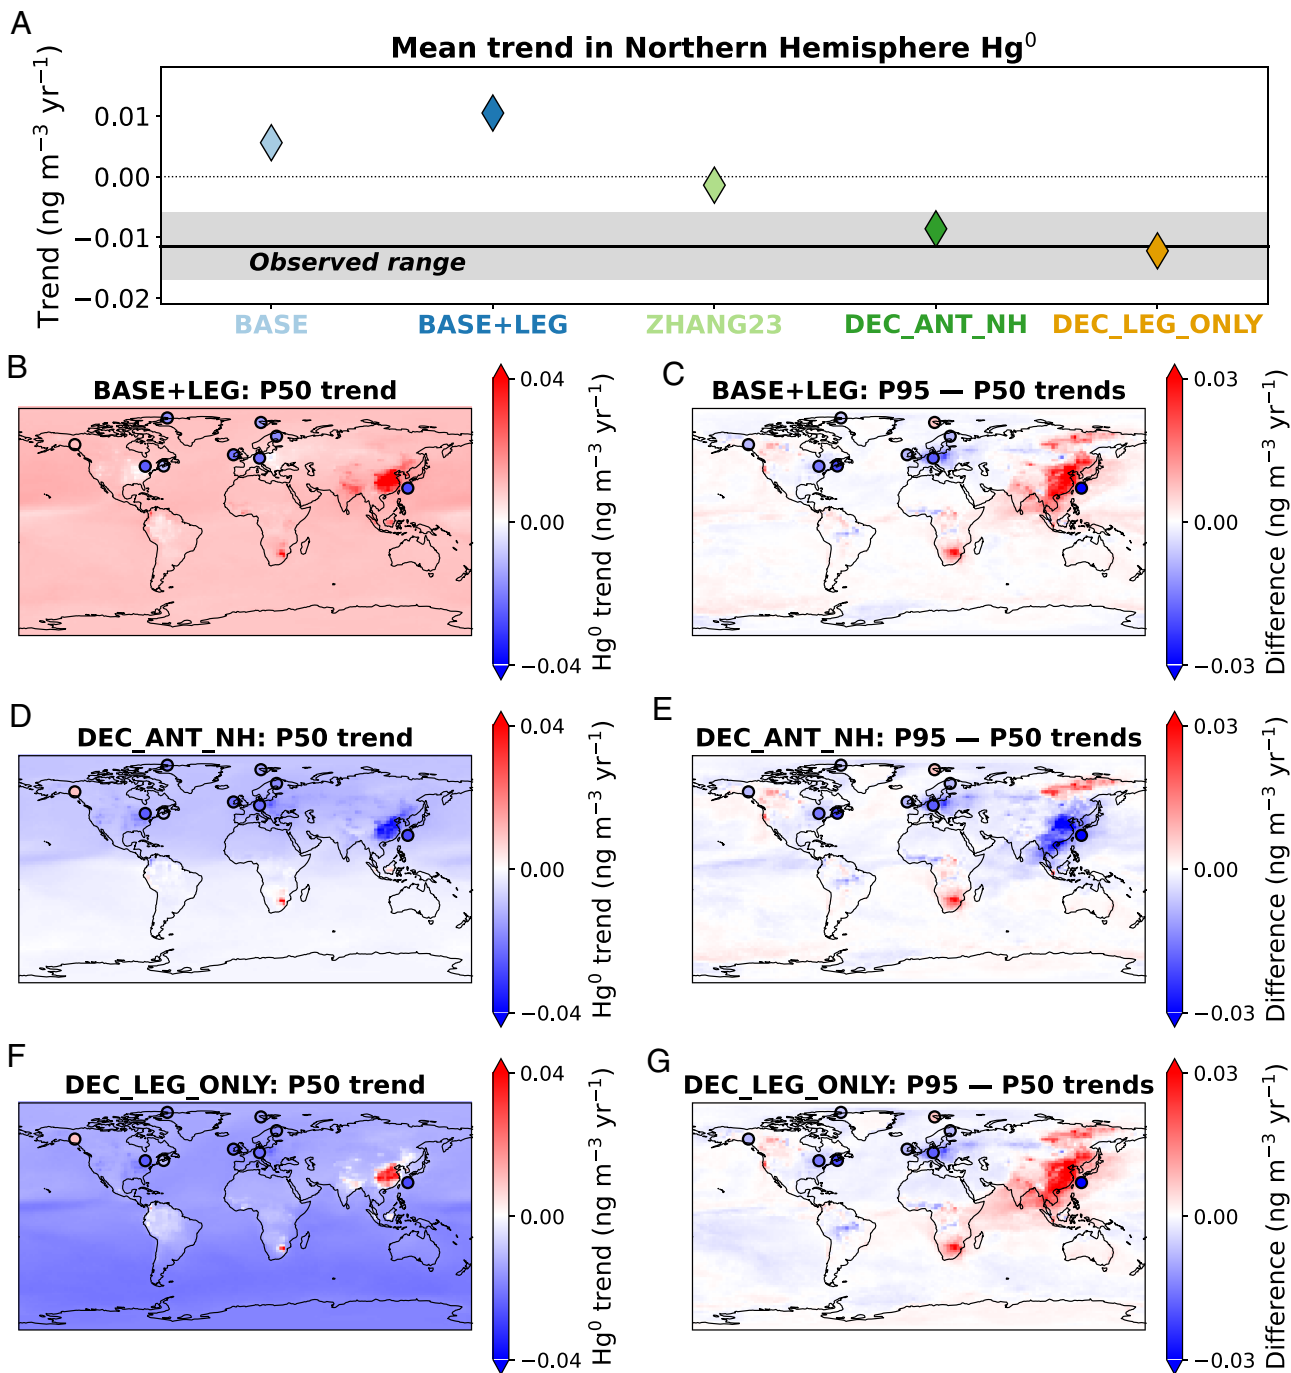 A
Mean trend in Northern Hemisphere Hg⁰
Trend (ng m⁻³ yr⁻¹)
0.01
0.00
−0.01
−0.02
Observed range
BASE
BASE+LEG
ZHANG23
DEC_ANT_NH
DEC_LEG_ONLY
B
BASE+LEG: P50 trend
0.04
0.00
−0.04
Hg⁰ trend (ng m⁻³ yr⁻¹)
C
BASE+LEG: P95 — P50 trends
0.03
0.00
−0.03
Difference (ng m⁻³ yr⁻¹)
D
DEC_ANT_NH: P50 trend
0.04
0.00
−0.04
Hg⁰ trend (ng m⁻³ yr⁻¹)
E
DEC_ANT_NH: P95 — P50 trends
0.03
0.00
−0.03
Difference (ng m⁻³ yr⁻¹)
F
DEC_LEG_ONLY: P50 trend
0.04
0.00
−0.04
Hg⁰ trend (ng m⁻³ yr⁻¹)
G
DEC_LEG_ONLY: P95 — P50 trends
0.03
0.00
−0.03
Difference (ng m⁻³ yr⁻¹)